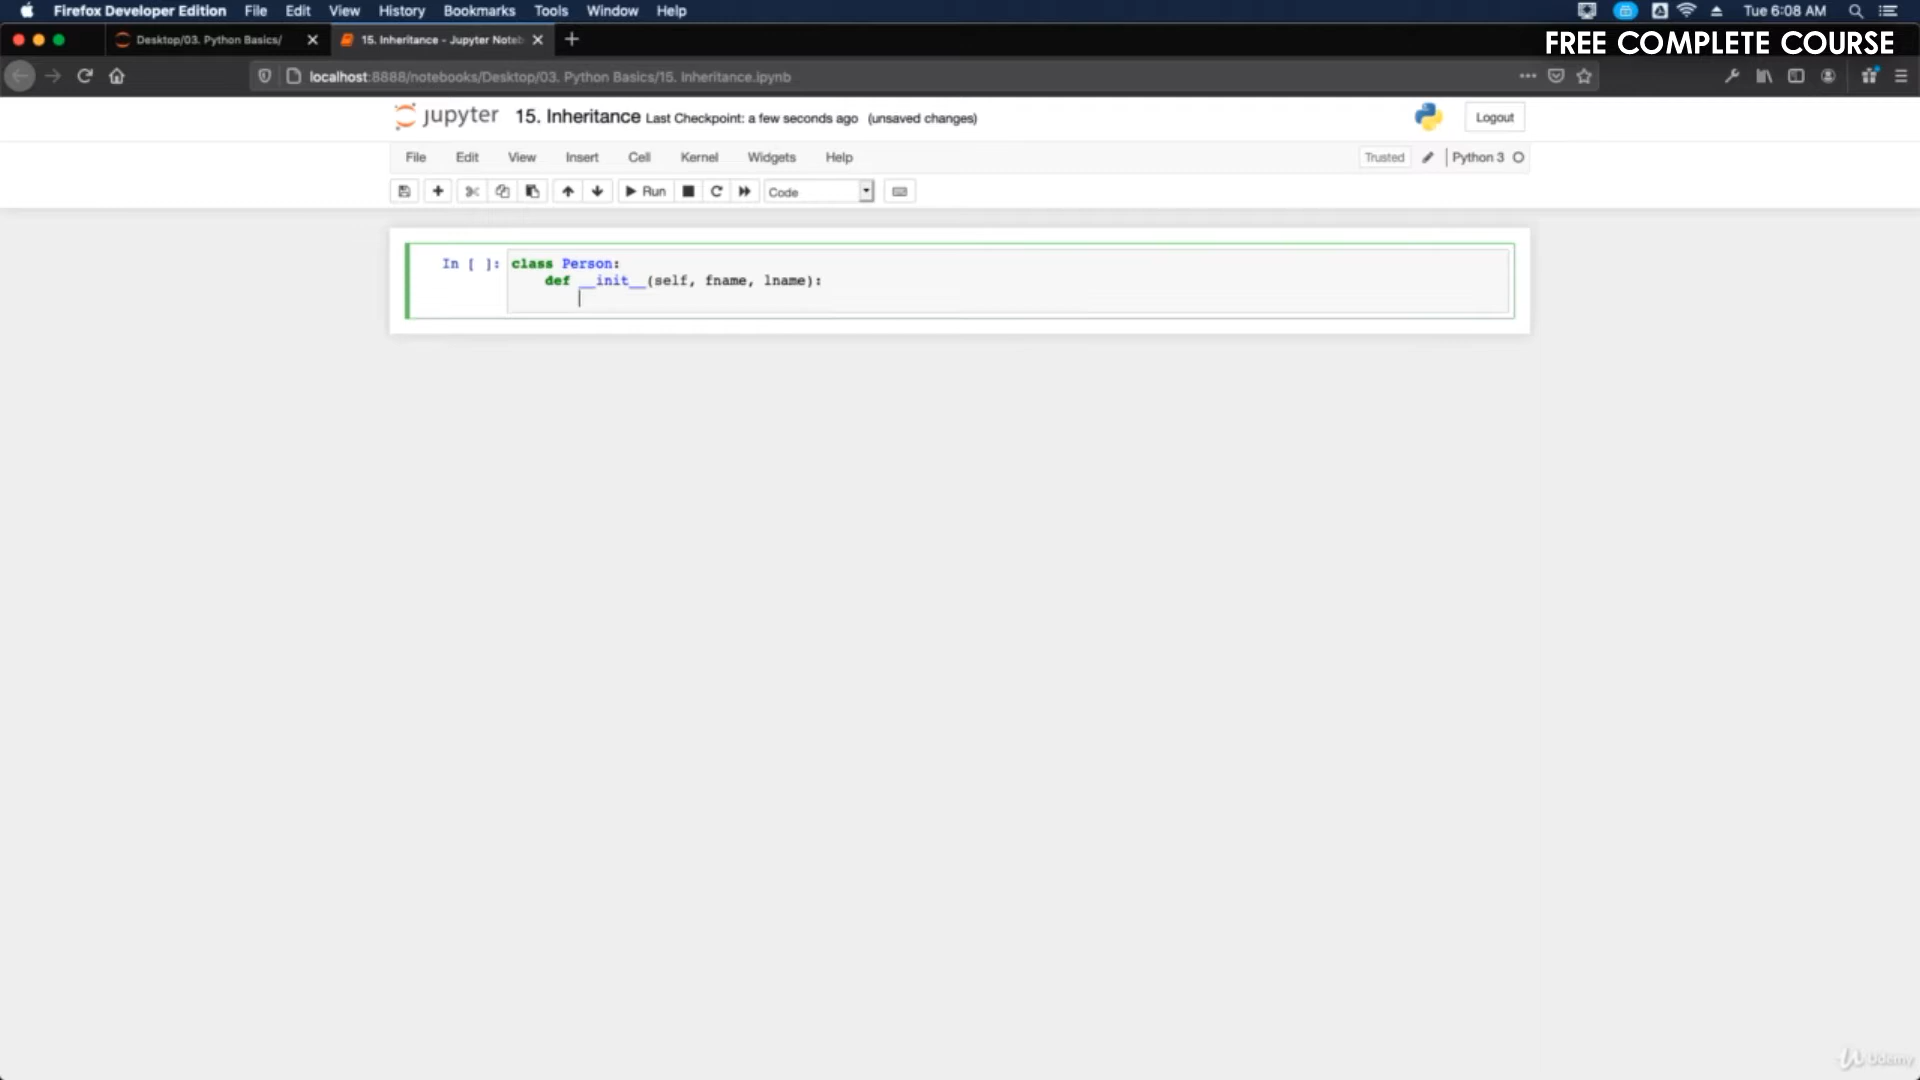 Firefox Developer Edition File Edit View History Bookmarks Tools Window Help Tue 6:08 AM
Desktop/03. Python Basics/ 15. Inheritance - Jupyter Noteb
FREE COMPLETE COURSE
localhost:8888/notebooks/Desktop/03. Python Basics/15. Inheritance.ipynb
jupyter 15. Inheritance Last Checkpoint: a few seconds ago (unsaved changes) Logout
File Edit View Insert Cell Kernel Widgets Help Trusted Python 3
Run Code
In [ ]: class Person:
def __init__(self, fname, lname):
Udemy